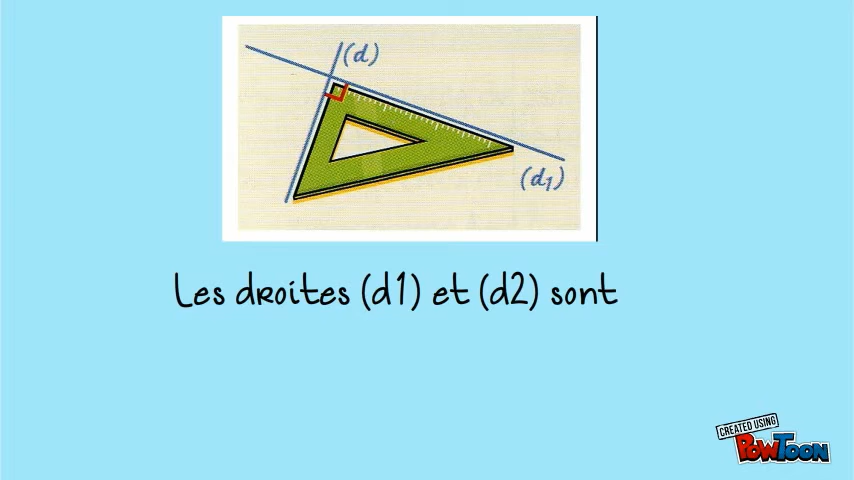 (d)
(d1)
Les droites (d1) et (d2) sont
CREATED USING
POWTOON